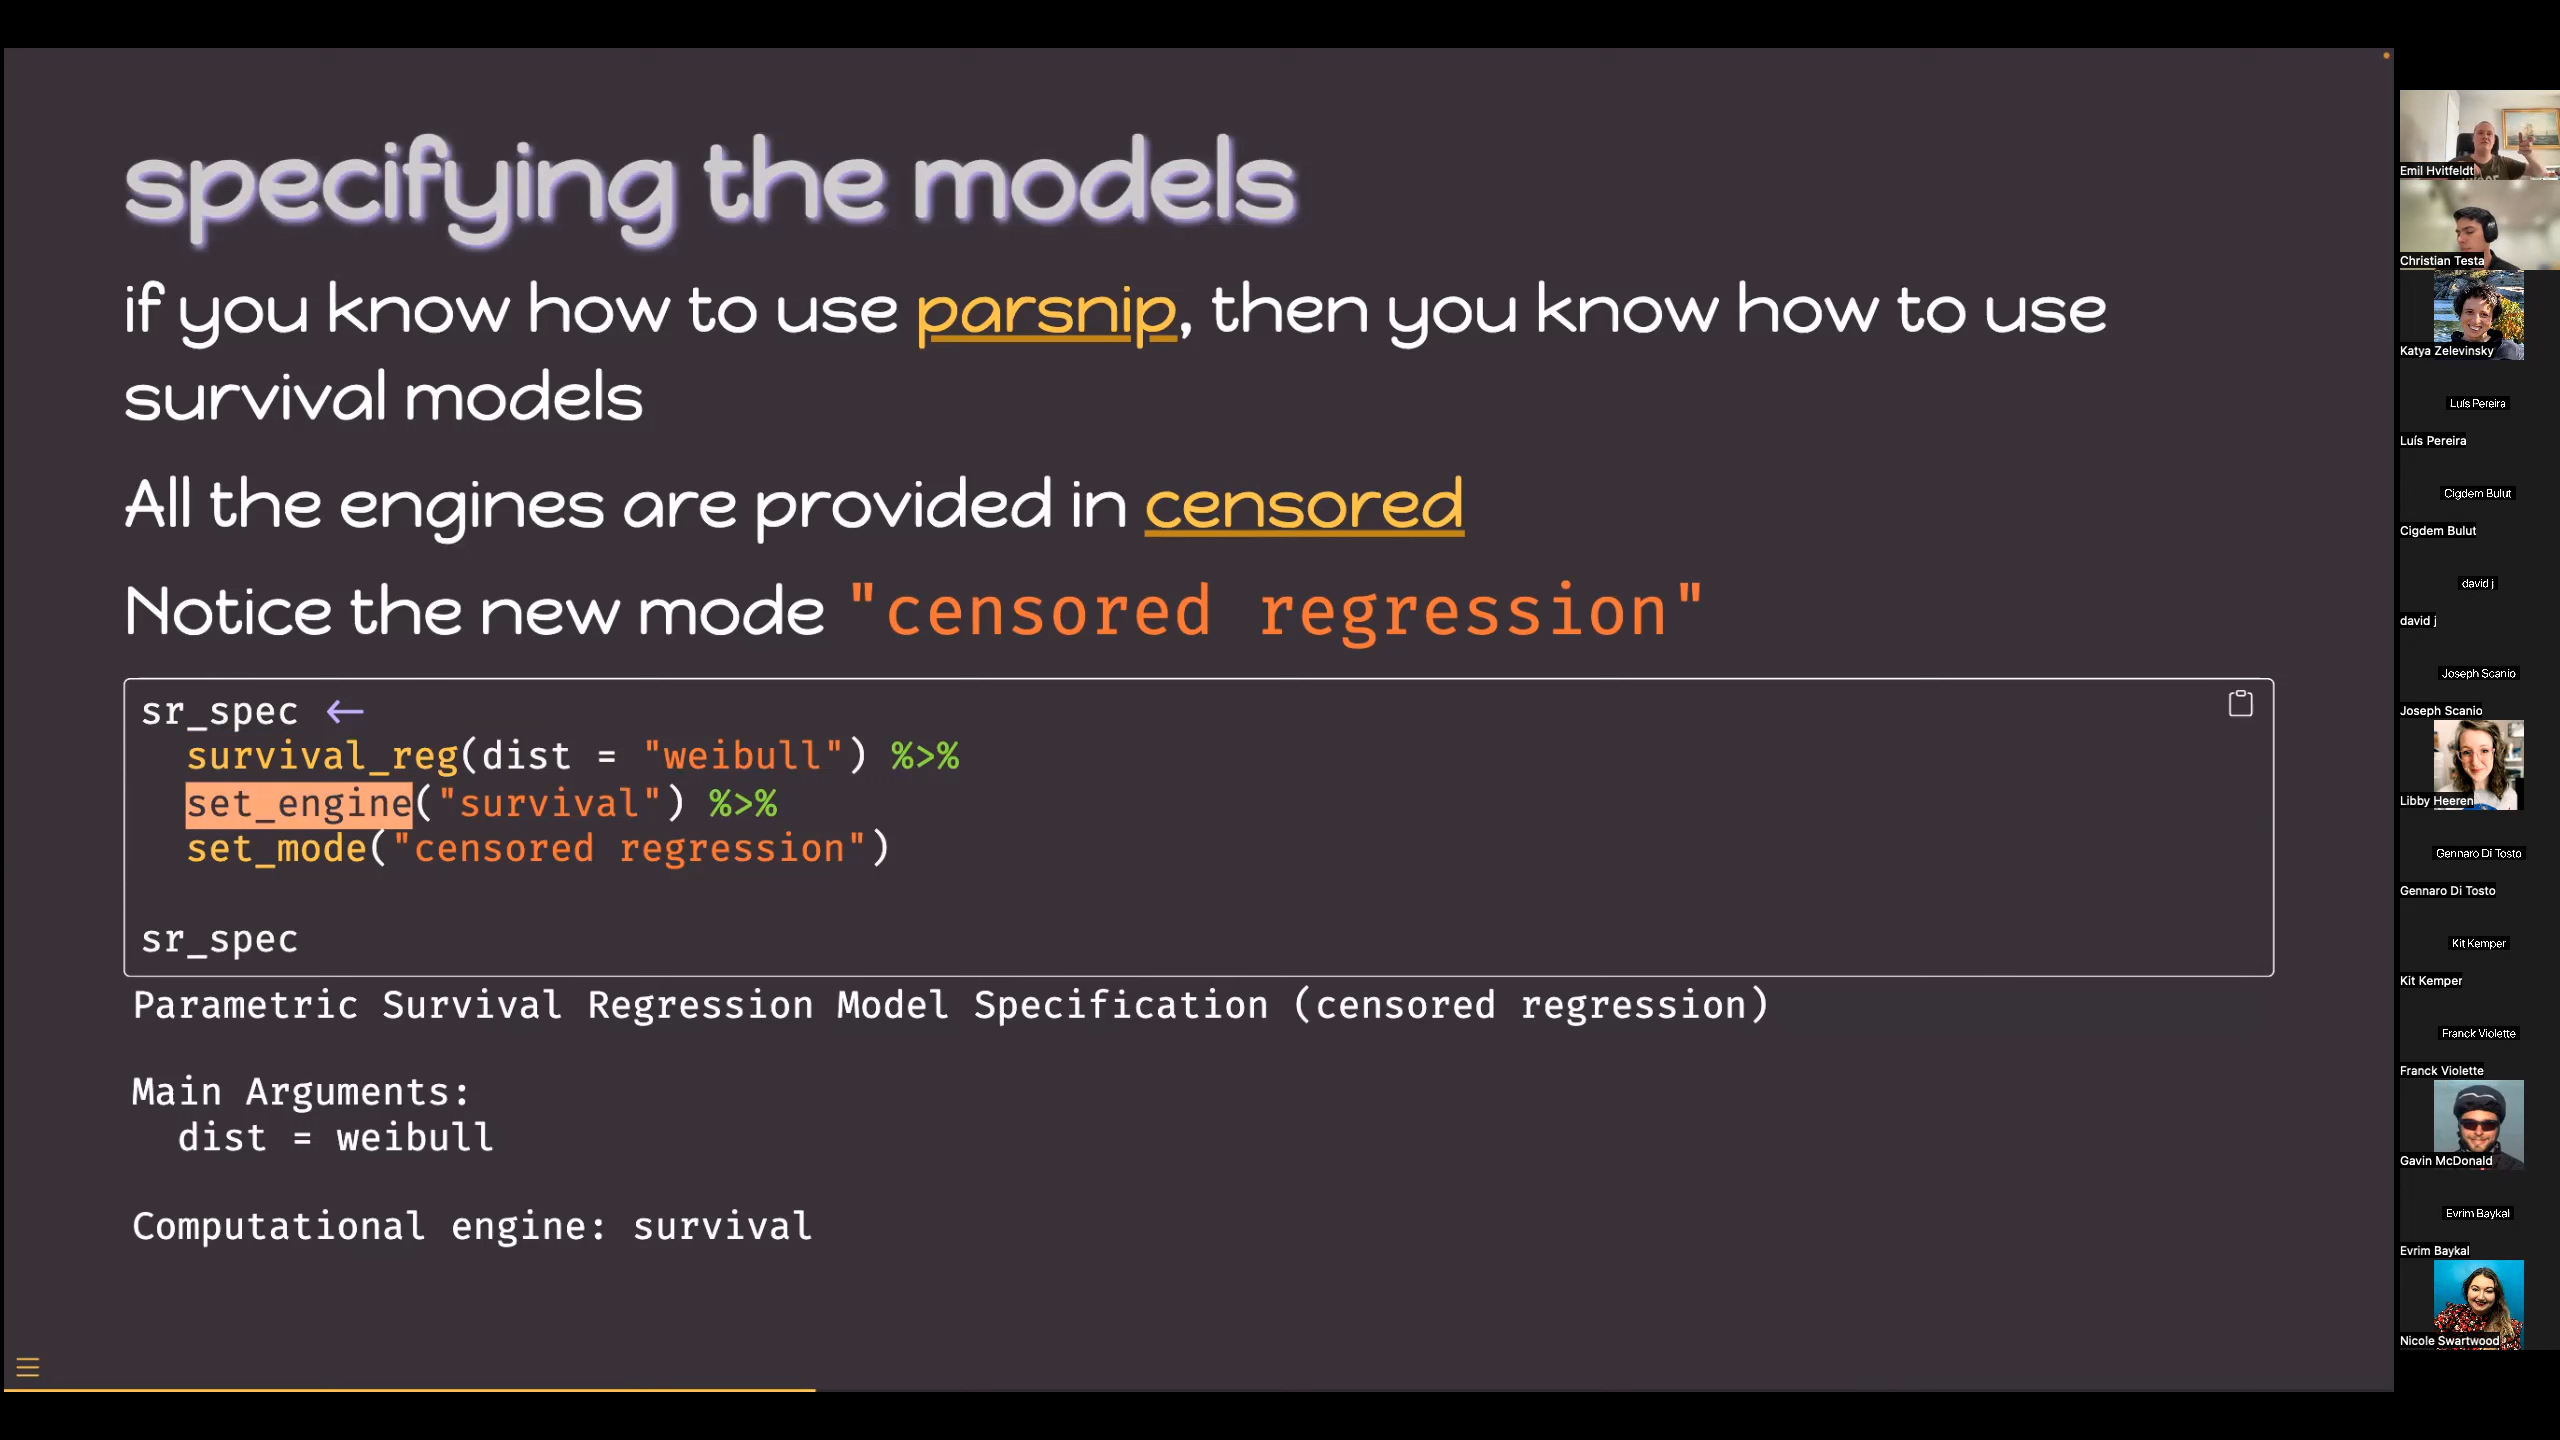 specifying the models
if you know how to use parsnip, then you know how to use
survival models
All the engines are provided in censored
Notice the new mode "censored regression"
sr_spec <-
survival_reg(dist = "weibull") %>%
set_engine("survival") %>%
set_mode("censored regression")
sr_spec
Parametric Survival Regression Model Specification (censored regression)
Main Arguments:
dist = weibull
Computational engine: survival
Emil Hvitfeldt
Christian Testa
Katya Zelevinsky
Luís Pereira
Luís Pereira
Cigdem Bulut
Cigdem Bulut
david j
david j
Joseph Scanio
Joseph Scanio
Libby Heeren
Gennaro Di Tosto
Gennaro Di Tosto
Kit Kemper
Kit Kemper
Franck Violette
Franck Violette
Gavin McDonald
Evrim Baykal
Evrim Baykal
Nicole Swartwood